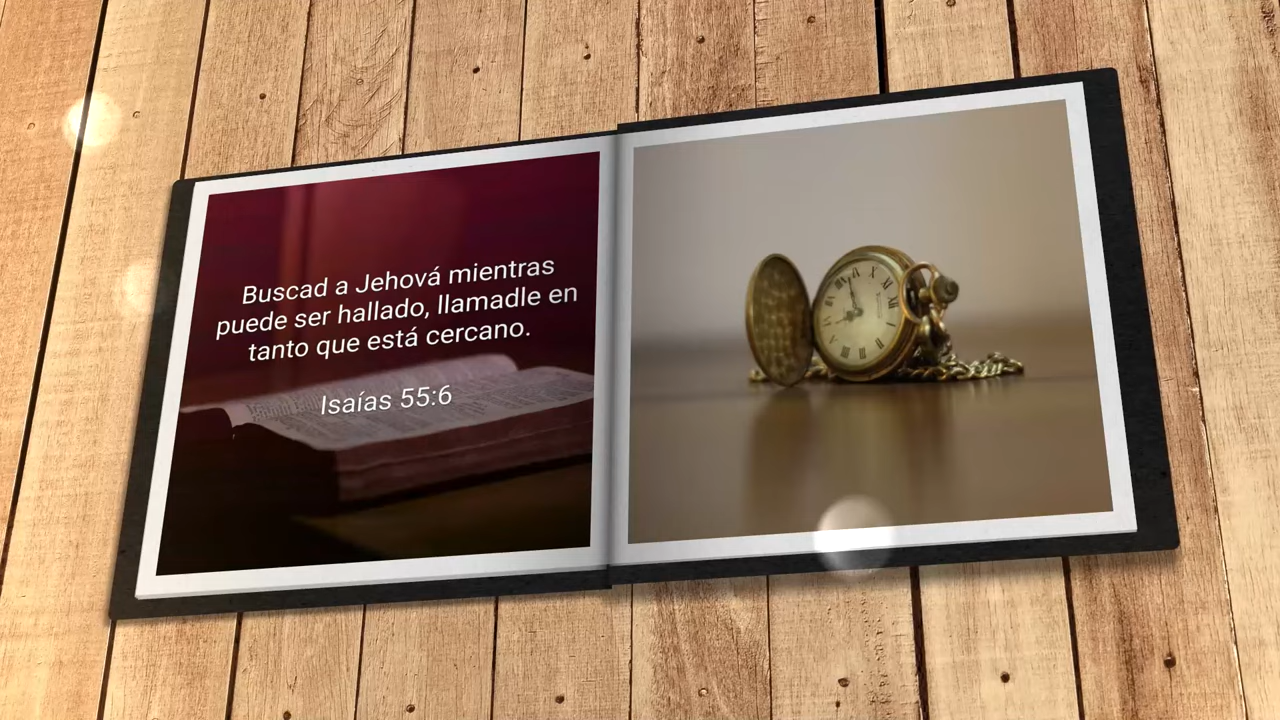 Buscad a Jehová mientras
puede ser hallado, llamadle en
tanto que está cercano.
Isaías 55:6